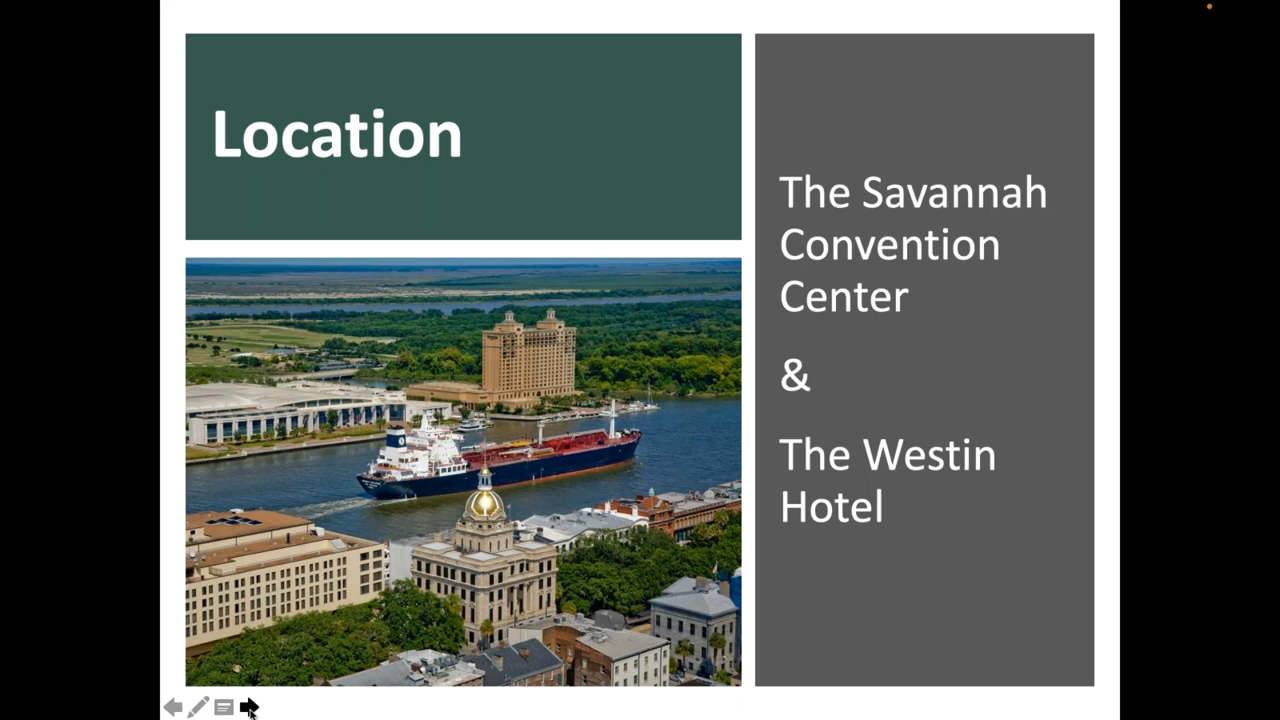 Location
The Savannah
Convention
Center
&
The Westin
Hotel